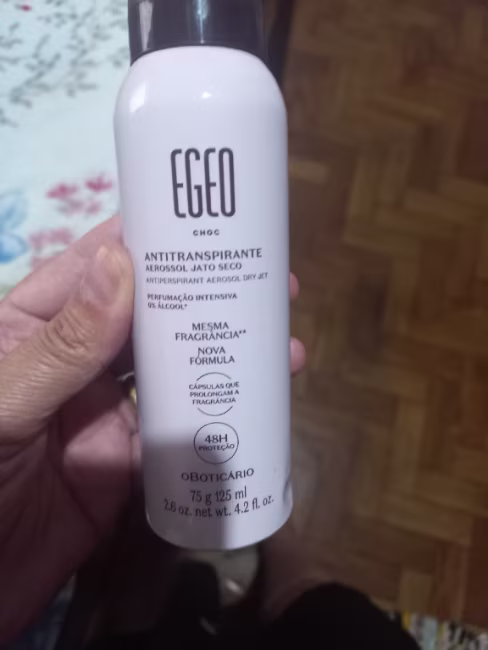 EGEO
CHOC
ANTITRANSPIRANTE
AEROSSOL JATO SECO
ANTIPERSPIRANT AEROSOL DRY JET
PERFUMAÇÃO INTENSIVA
0% ÁLCOOL*
MESMA
FRAGRÂNCIA**
NOVA
FÓRMULA
CÁPSULAS QUE
PROLONGAM A
FRAGRÂNCIA
48H
PROTEÇÃO
oBOTICÁRIO
75 g 125 ml
2.6 oz. net wt. 4.2 fl. oz.